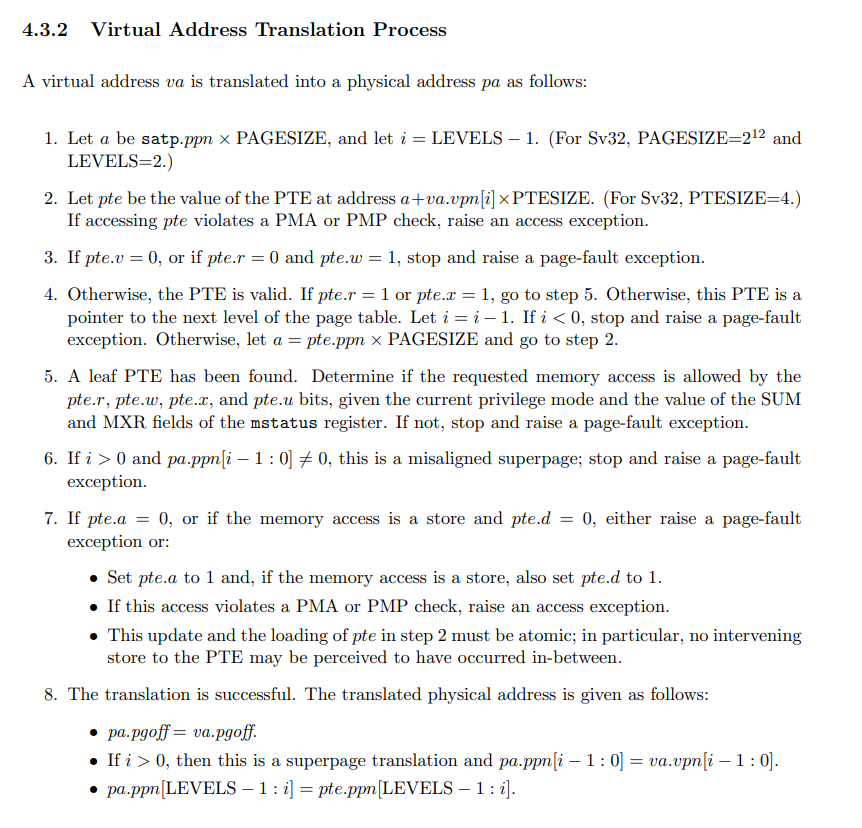 4.3.2 Virtual Address Translation Process
A virtual address va is translated into a physical address pa as follows:
1. Let a be satp.ppn × PAGESIZE, and let i = LEVELS − 1. (For Sv32, PAGESIZE=2¹² and
LEVELS=2.)
2. Let pte be the value of the PTE at address a+va.vpn[i]×PTESIZE. (For Sv32, PTESIZE=4.)
If accessing pte violates a PMA or PMP check, raise an access exception.
3. If pte.v = 0, or if pte.r = 0 and pte.w = 1, stop and raise a page-fault exception.
4. Otherwise, the PTE is valid. If pte.r = 1 or pte.x = 1, go to step 5. Otherwise, this PTE is a
pointer to the next level of the page table. Let i = i − 1. If i < 0, stop and raise a page-fault
exception. Otherwise, let a = pte.ppn × PAGESIZE and go to step 2.
5. A leaf PTE has been found. Determine if the requested memory access is allowed by the
pte.r, pte.w, pte.x, and pte.u bits, given the current privilege mode and the value of the SUM
and MXR fields of the mstatus register. If not, stop and raise a page-fault exception.
6. If i > 0 and pa.ppn[i − 1 : 0] ≠ 0, this is a misaligned superpage; stop and raise a page-fault
exception.
7. If pte.a = 0, or if the memory access is a store and pte.d = 0, either raise a page-fault
exception or:
• Set pte.a to 1 and, if the memory access is a store, also set pte.d to 1.
• If this access violates a PMA or PMP check, raise an access exception.
• This update and the loading of pte in step 2 must be atomic; in particular, no intervening
store to the PTE may be perceived to have occurred in-between.
8. The translation is successful. The translated physical address is given as follows:
• pa.pgoff = va.pgoff.
• If i > 0, then this is a superpage translation and pa.ppn[i − 1 : 0] = va.vpn[i − 1 : 0].
• pa.ppn[LEVELS − 1 : i] = pte.ppn[LEVELS − 1 : i].